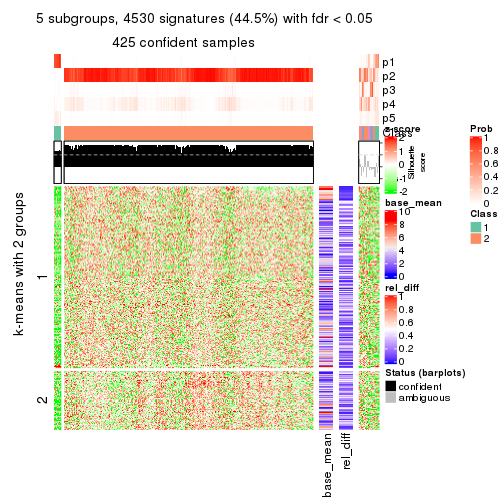 5 subgroups, 4530 signatures (44.5%) with fdr < 0.05
425 confident samples
p1
p2
p3
p4
p5
Class
z-score
2
1
0
-1
-2
Silhouette
score
Prob
1
0.8
0.6
0.4
0.2
0
Class
1
2
base_mean
10
8
6
4
2
0
rel_diff
1
0.8
0.6
0.4
0.2
0
Status (barplots)
confident
ambiguous
k-means with 2 groups
1
2
base_mean
rel_diff